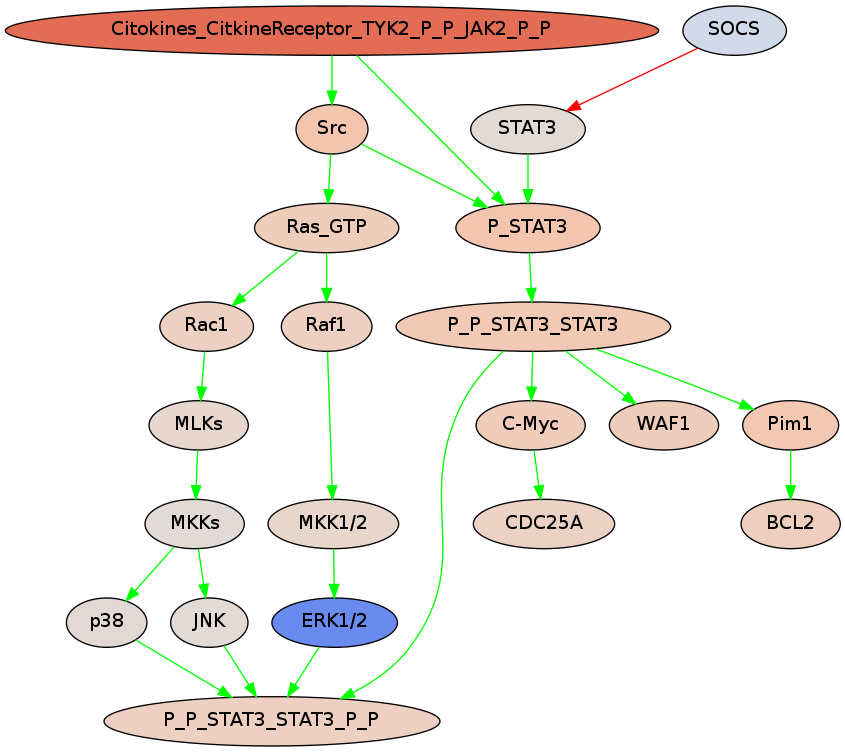 Citokines_CitkineReceptor_TYK2_P_P_JAK2_P_P
SOCS
Src
STAT3
Ras_GTP
P_STAT3
Rac1
Raf1
P_P_STAT3_STAT3
MLKs
C-Myc
WAF1
Pim1
MKKs
MKK1/2
CDC25A
BCL2
p38
JNK
ERK1/2
P_P_STAT3_STAT3_P_P